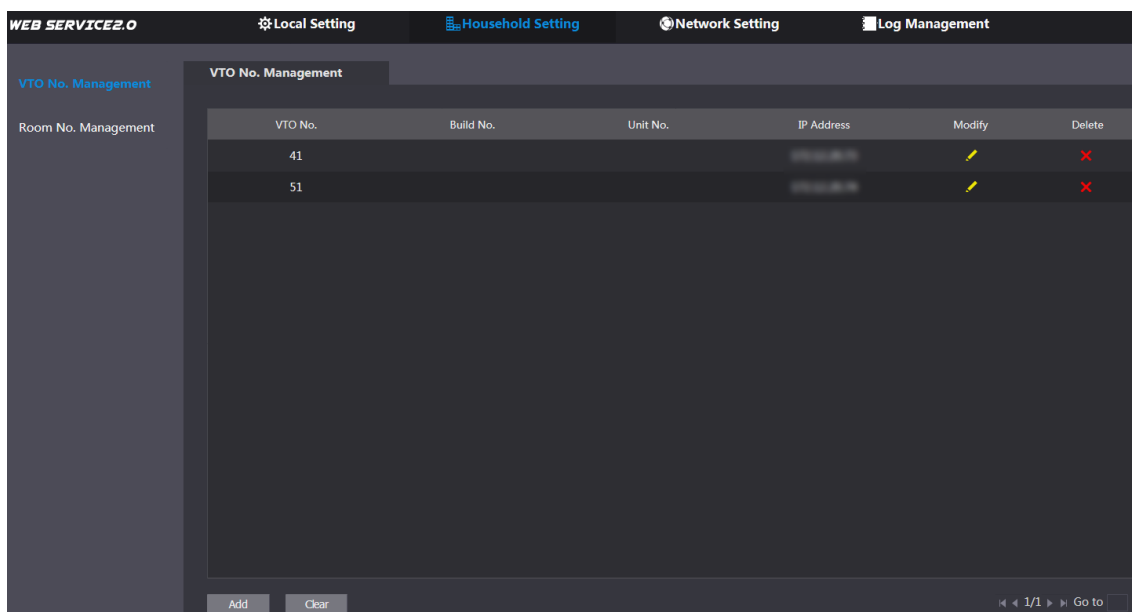 WEB SERVICE2.0 Local Setting Household Setting Network Setting Log Management
VTO No. Management
Room No. Management
VTO No. Management
VTO No. Build No. Unit No. IP Address Modify Delete
41
51
Add Clear 1/1 Go to